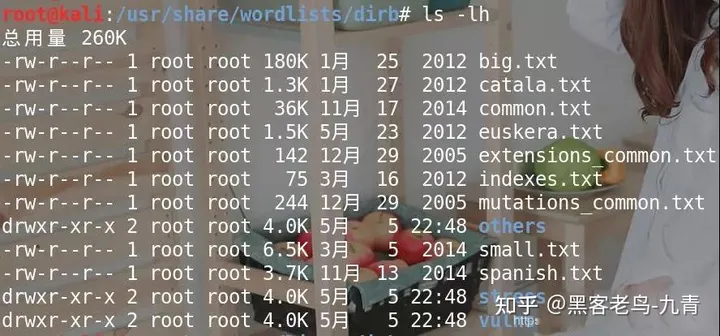 root@kali:/usr/share/wordlists/dirb# ls -lh
总用量 260K
-rw-r--r-- 1 root root 180K 1月   25  2012 big.txt
-rw-r--r-- 1 root root 1.3K 1月   27  2012 catala.txt
-rw-r--r-- 1 root root  36K 11月 17  2014 common.txt
-rw-r--r-- 1 root root 1.5K 5月   23  2012 euskera.txt
-rw-r--r-- 1 root root  142 12月 29  2005 extensions_common.txt
-rw-r--r-- 1 root root   75 3月   16  2012 indexes.txt
-rw-r--r-- 1 root root  244 12月 29  2005 mutations_common.txt
drwxr-xr-x 2 root root 4.0K 5月    5 22:48 others
-rw-r--r-- 1 root root 6.5K 3月    5  2014 small.txt
-rw-r--r-- 1 root root 3.7K 11月 13  2014 spanish.txt
drwxr-xr-x 2 root root 4.0K 5月    5 22:48
drwxr-xr-x 2 root root 4.0K 5月    5 22:48
知乎 @黑客老鸟-九青